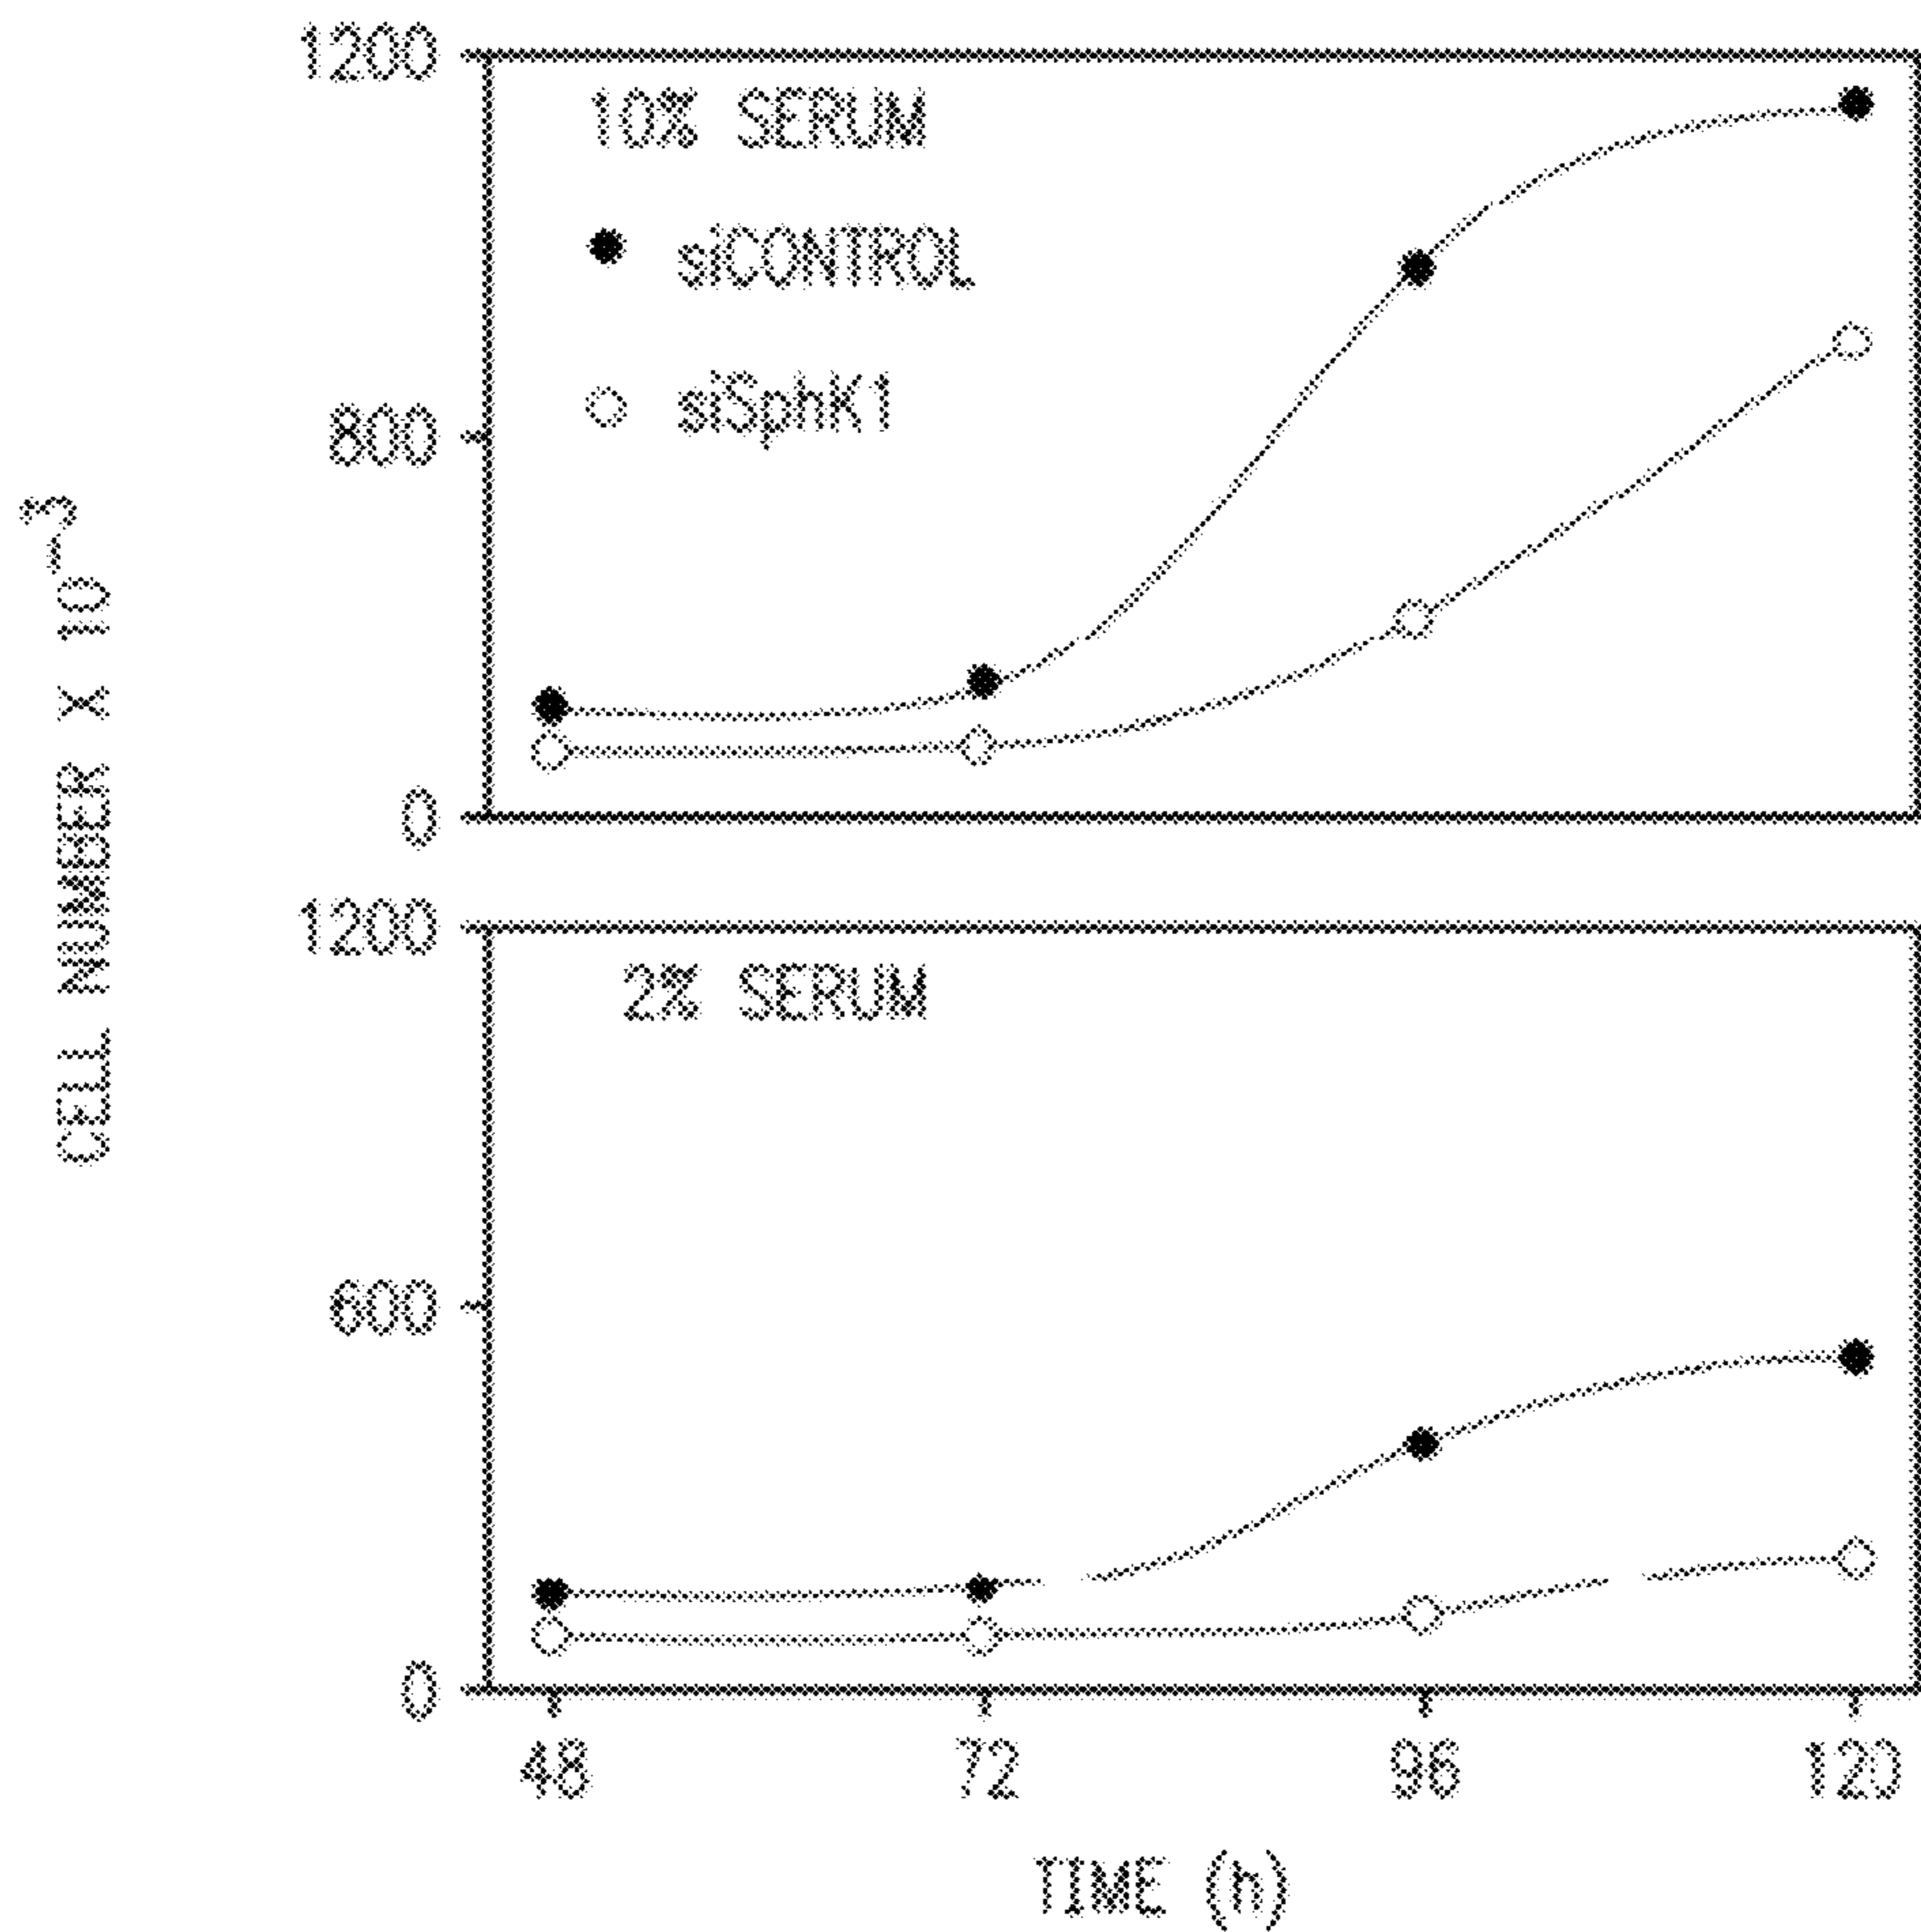 CELL NUMBER X 10^-3
1200
10% SERUM
siCONTROL
siSphK1
800
0
1200
2% SERUM
600
0
48
72
96
120
TIME (h)